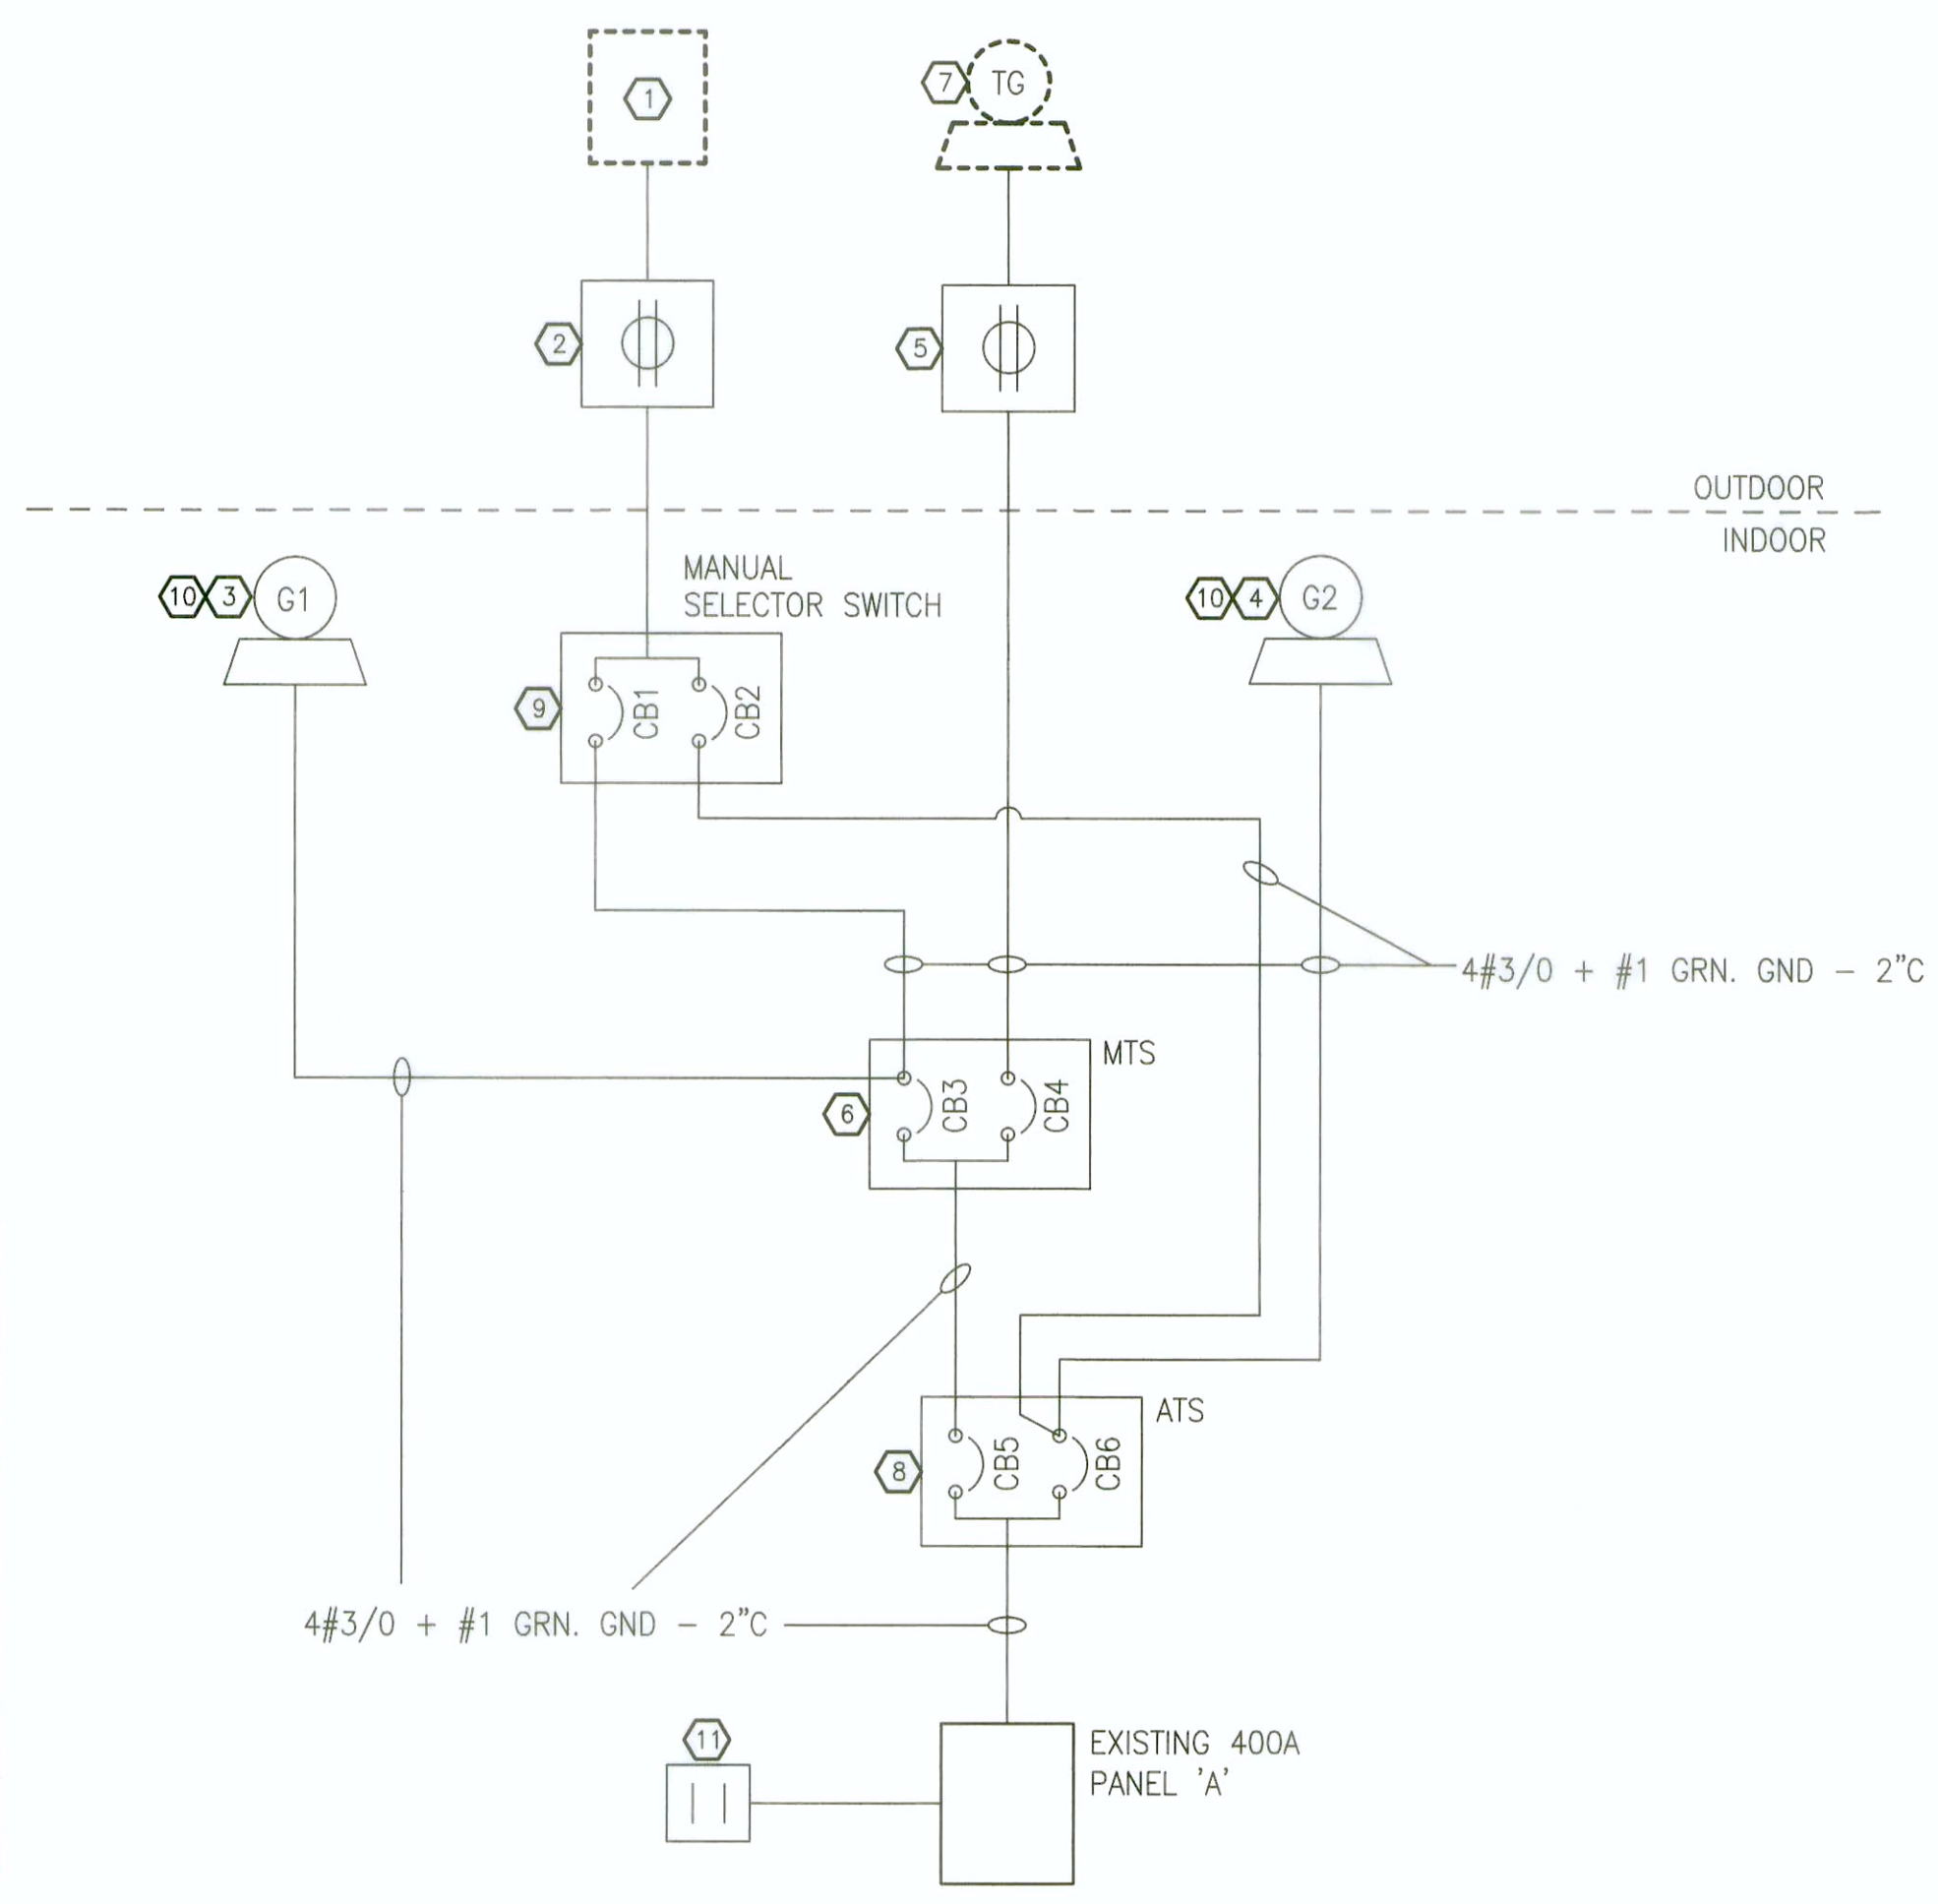 1
7
TG
2
5
OUTDOOR
INDOOR
10
3
G1
MANUAL
SELECTOR SWITCH
10
4
G2
9
CB1
CB2
4#3/0 + #1 GRN. GND - 2"C
MTS
6
CB3
CB4
ATS
8
CB5
CB6
4#3/0 + #1 GRN. GND - 2"C
11
EXISTING 400A
PANEL 'A'